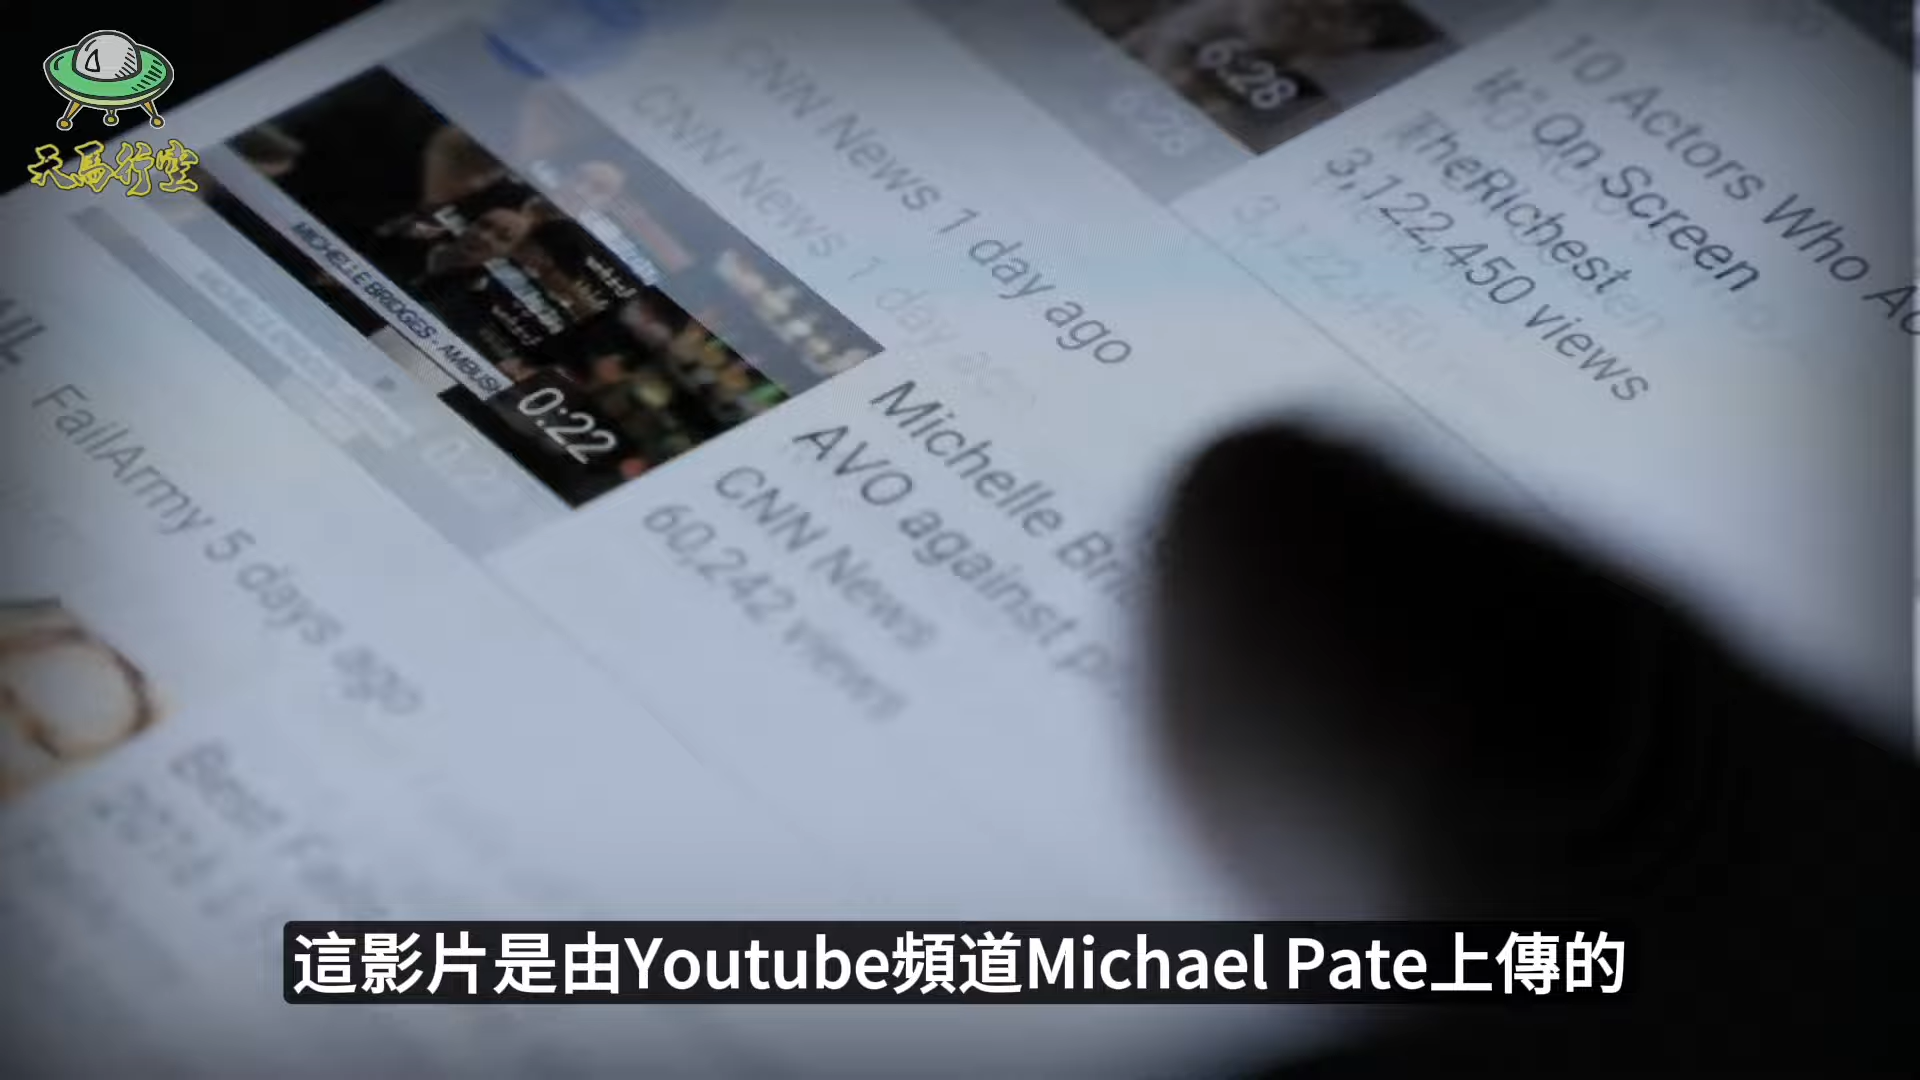 天馬行空
CNN News 1 day ago
6:28
10 Actors Who
It" On Screen
TheRichest
3,122,450 views
MICHELLE BRIDGES - AMBUSH
0:22
Michelle
AVO against
CNN News
60,242 views
FailArmy 5 days ago
這影片是由Youtube頻道Michael Pate上傳的